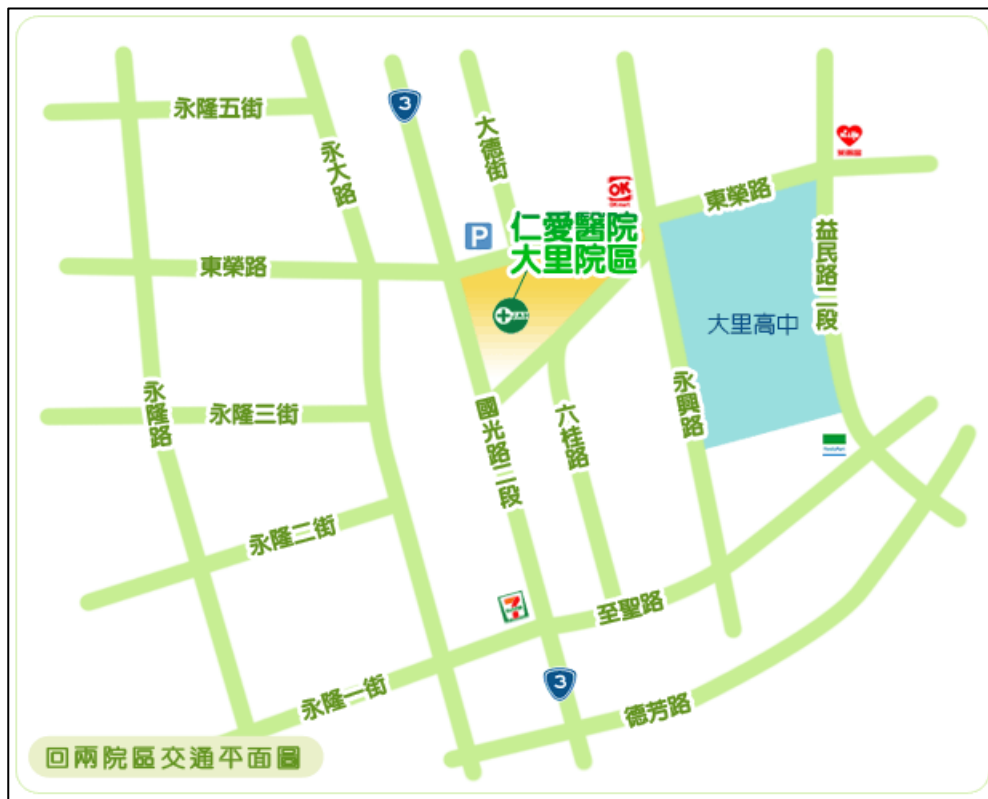 3
永隆五街
大德街
永大路
OK
東榮路
P
仁愛醫院
大里院區
益民路二段
東榮路
大里高中
永隆路
永隆三街
國光路二段
六桂路
永興路
FamilyMart
永隆二街
7
至聖路
3
永隆一街
德芳路
回兩院區交通平面圖